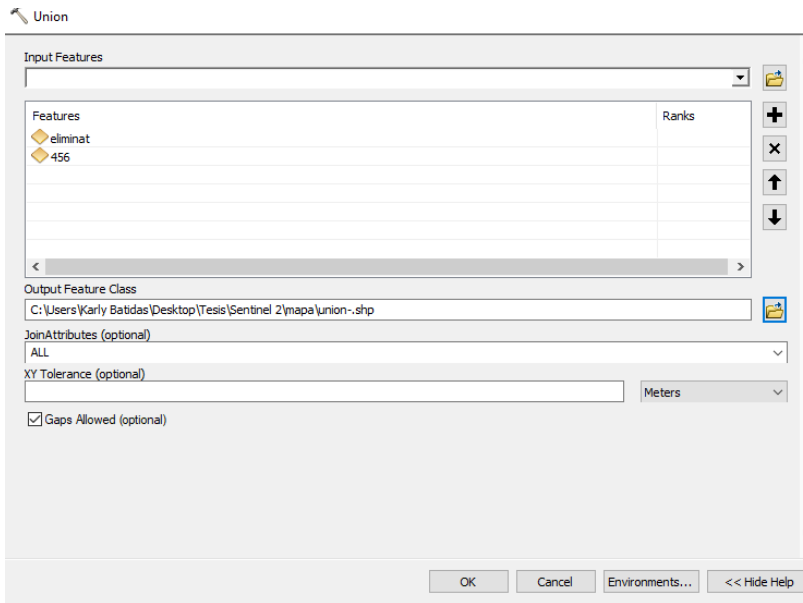 Union
Input Features
Features Ranks
eliminat
456
Output Feature Class
C:\Users\Karly Batidas\Desktop\Tesis\Sentinel 2\mapa\union-.shp
JoinAttributes (optional)
ALL
XY Tolerance (optional)
Meters
Gaps Allowed (optional)
OK Cancel Environments... << Hide Help